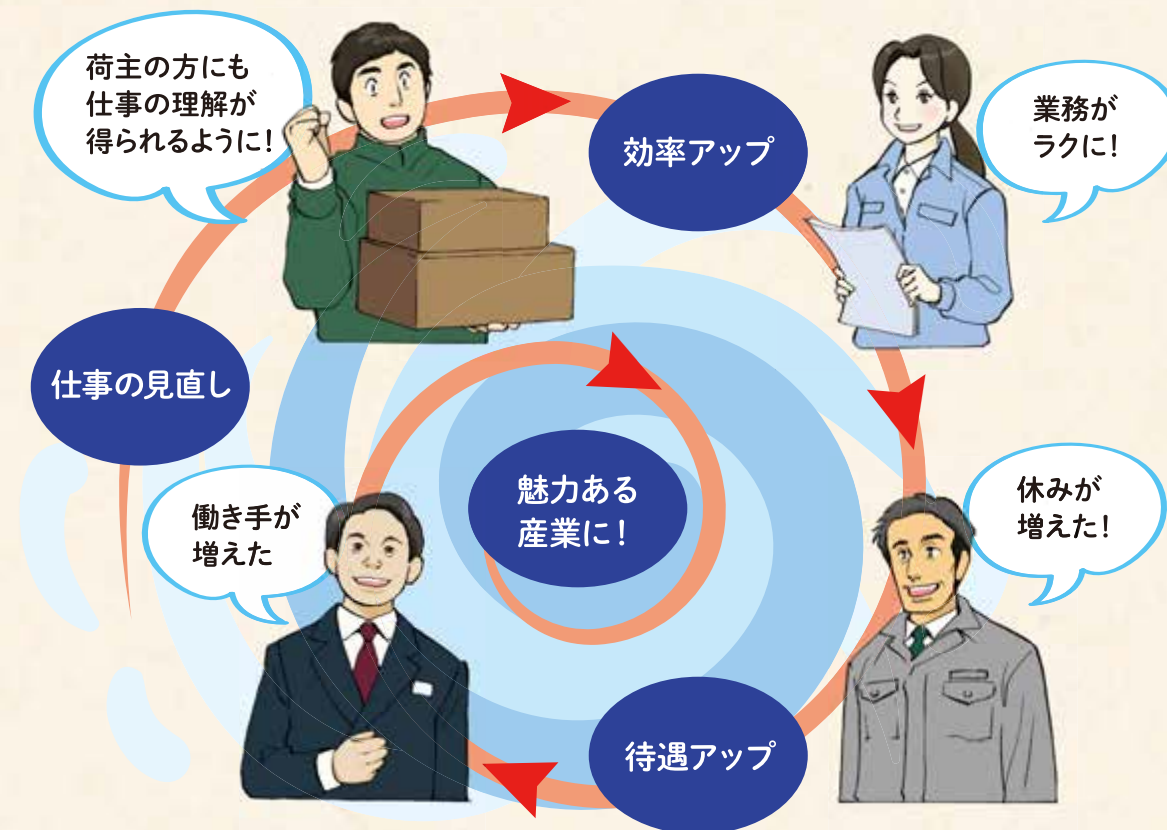 荷主の方にも
仕事の理解が
得られるように！
効率アップ
業務が
ラクに！
仕事の見直し
魅力ある
産業に！
働き手が
増えた
休みが
増えた！
待遇アップ